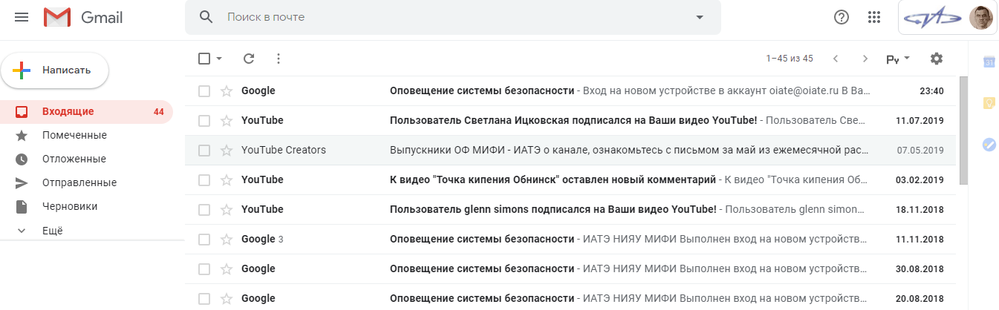 Gmail
Поиск в почте
Написать
1–45 из 45
Ру
31
Входящие 44
Помеченные
Отложенные
Отправленные
Черновики
Ещё
Google Оповещение системы безопасности - Вход на новом устройстве в аккаунт oiate@oiate.ru В Ва… 23:40
YouTube Пользователь Светлана Ицковская подписался на Ваши видео YouTube! - Пользователь Све… 11.07.2019
YouTube Creators Выпускники ОФ МИФИ - ИАТЭ о канале, ознакомьтесь с письмом за май из ежемесячной рас… 07.05.2019
YouTube К видео "Точка кипения Обнинск" оставлен новый комментарий - К видео "Точка кипения Об… 03.02.2019
YouTube Пользователь glenn simons подписался на Ваши видео YouTube! - Пользователь glenn simon… 18.11.2018
Google 3 Оповещение системы безопасности - ИАТЭ НИЯУ МИФИ Выполнен вход на новом устройств… 11.11.2018
Google Оповещение системы безопасности - ИАТЭ НИЯУ МИФИ Выполнен вход на новом устройств… 30.08.2018
Google Оповещение системы безопасности - ИАТЭ НИЯУ МИФИ Выполнен вход на новом устройств… 20.08.2018